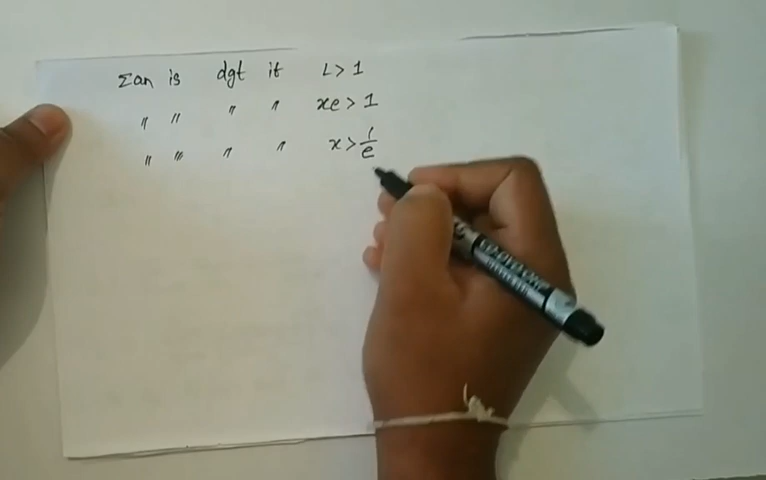 Σan is dgt if L > 1
〃 〃 〃 〃 xe > 1
〃 〃 〃 〃 x > 1/e